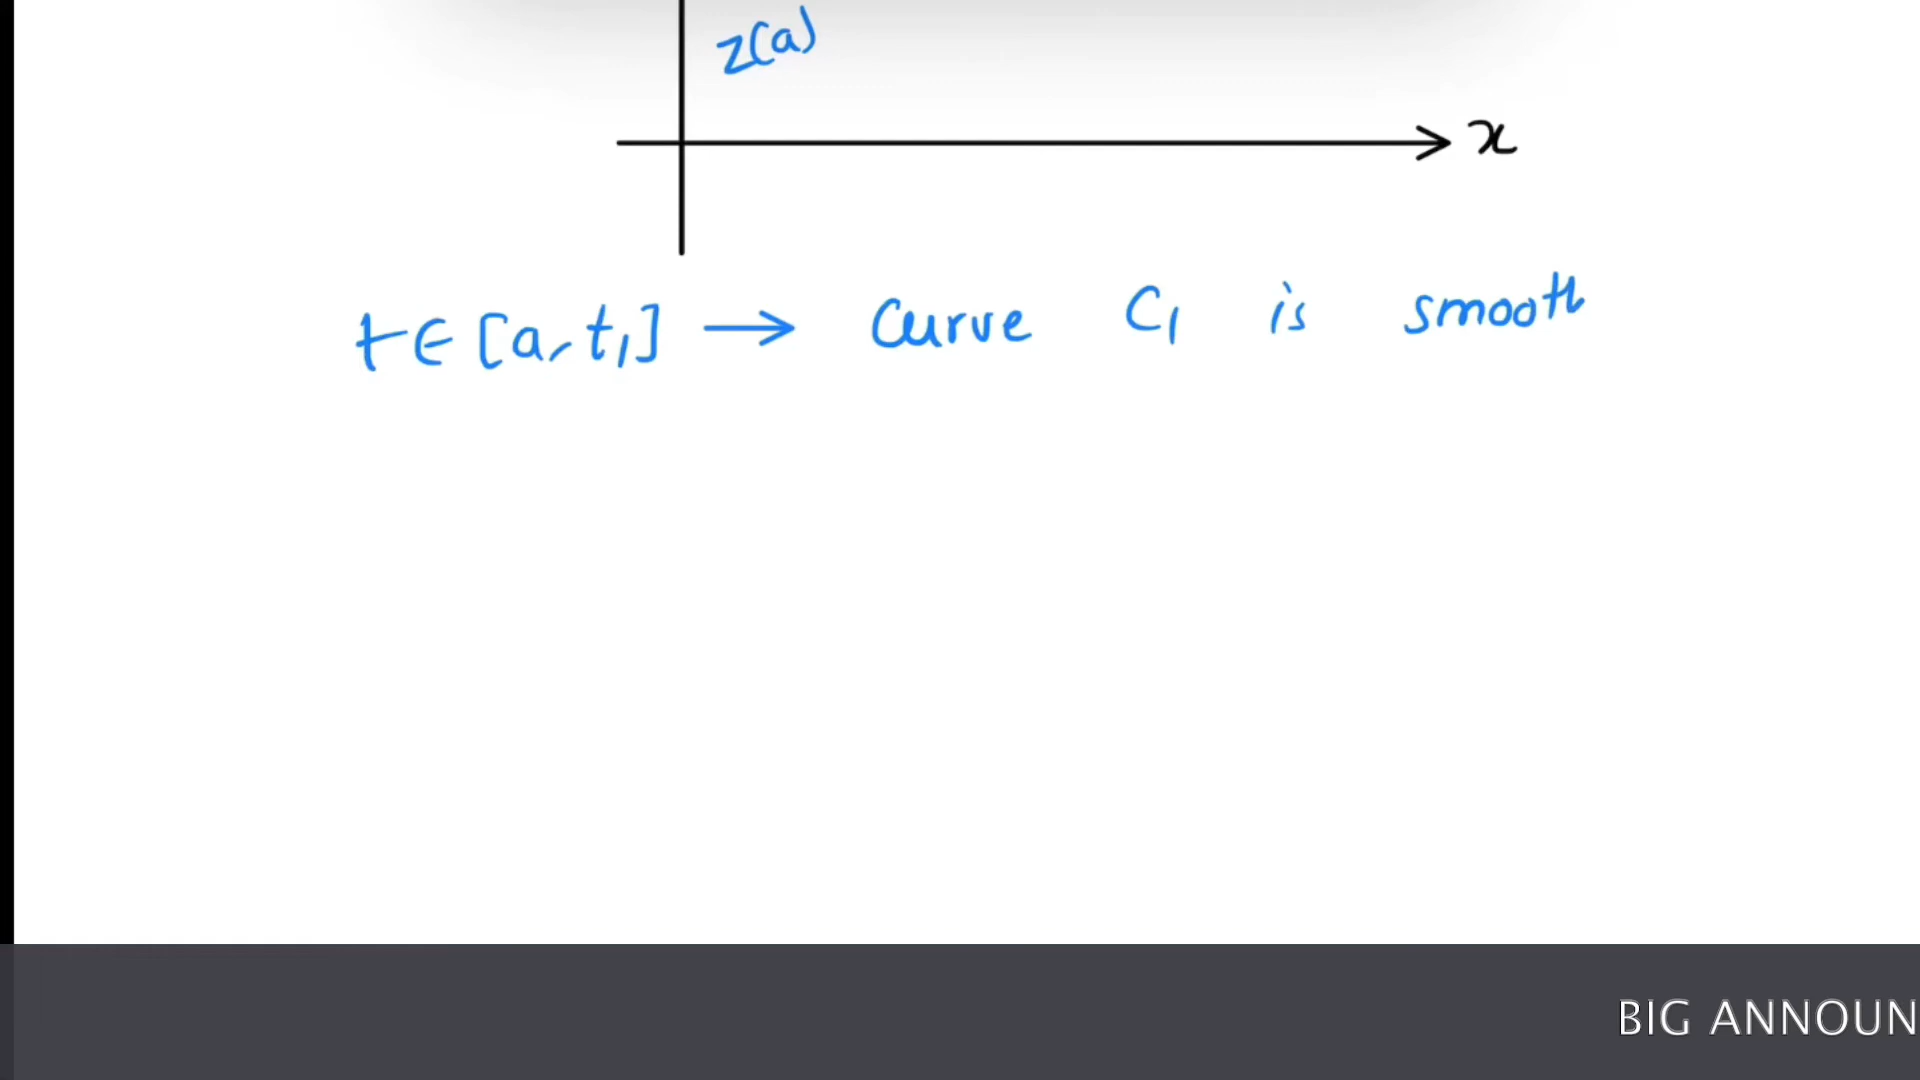 z(a)
x
t∈[a, t₁] → Curve C₁ is smooth
BIG ANNOUN